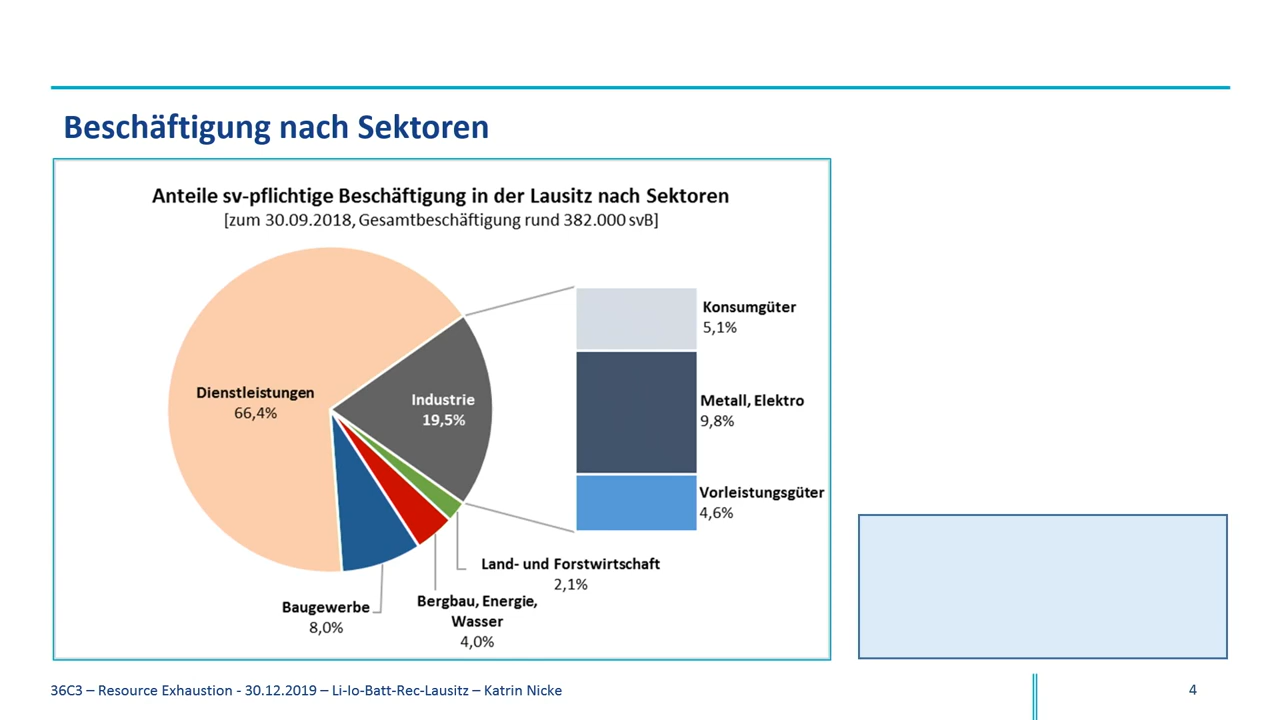 Beschäftigung nach Sektoren
Anteile sv-pflichtige Beschäftigung in der Lausitz nach Sektoren
[zum 30.09.2018, Gesamtbeschäftigung rund 382.000 svB]
Konsumgüter
5,1%
Dienstleistungen
66,4%
Industrie
19,5%
Metall, Elektro
9,8%
Vorleistungsgüter
4,6%
Land- und Forstwirtschaft
2,1%
Baugewerbe
8,0%
Bergbau, Energie,
Wasser
4,0%
36C3 – Resource Exhaustion - 30.12.2019 – Li-Io-Batt-Rec-Lausitz – Katrin Nicke
4